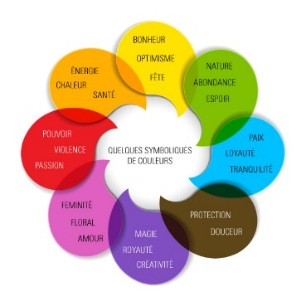 QUELQUES SYMBOLIQUES
DE COULEURS
BONHEUR
OPTIMISME
FÊTE
NATURE
ABONDANCE
ESPOIR
PAIX
LOYAUTÉ
TRANQUILITÉ
PROTECTION
DOUCEUR
MAGIE
ROYAUTÉ
CRÉATIVITÉ
FEMINITÉ
FLORAL
AMOUR
POUVOIR
VIOLENCE
PASSION
ÉNERGIE
CHALEUR
SANTÉ